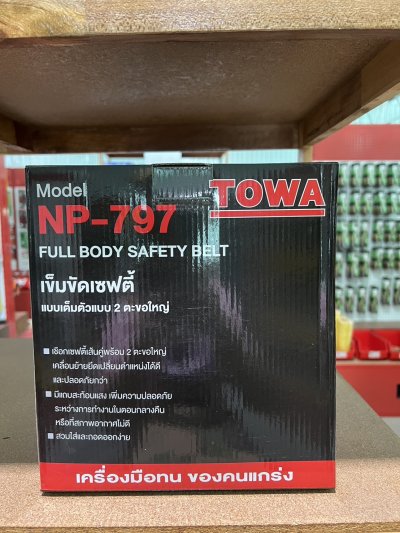 Model
TOWA
NP-797
FULL BODY SAFETY BELT
เข็มขัดเซฟตี้
แบบเต็มตัวแบบ 2 ตะขอใหญ่
■ เชือกเซฟตี้เส้นคู่พร้อม 2 ตะขอใหญ่
เคลื่อนย้ายยึดเปลี่ยนตำแหน่งได้ดี
และปลอดภัยกว่า
■ มีแถบสะท้อนแสง เพิ่มความปลอดภัย
ระหว่างการทำงานในตอนกลางคืน
หรือที่สภาพอากาศไม่ดี
■ สวมใส่และถอดออกง่าย
เครื่องมือทน ของคนแกร่ง